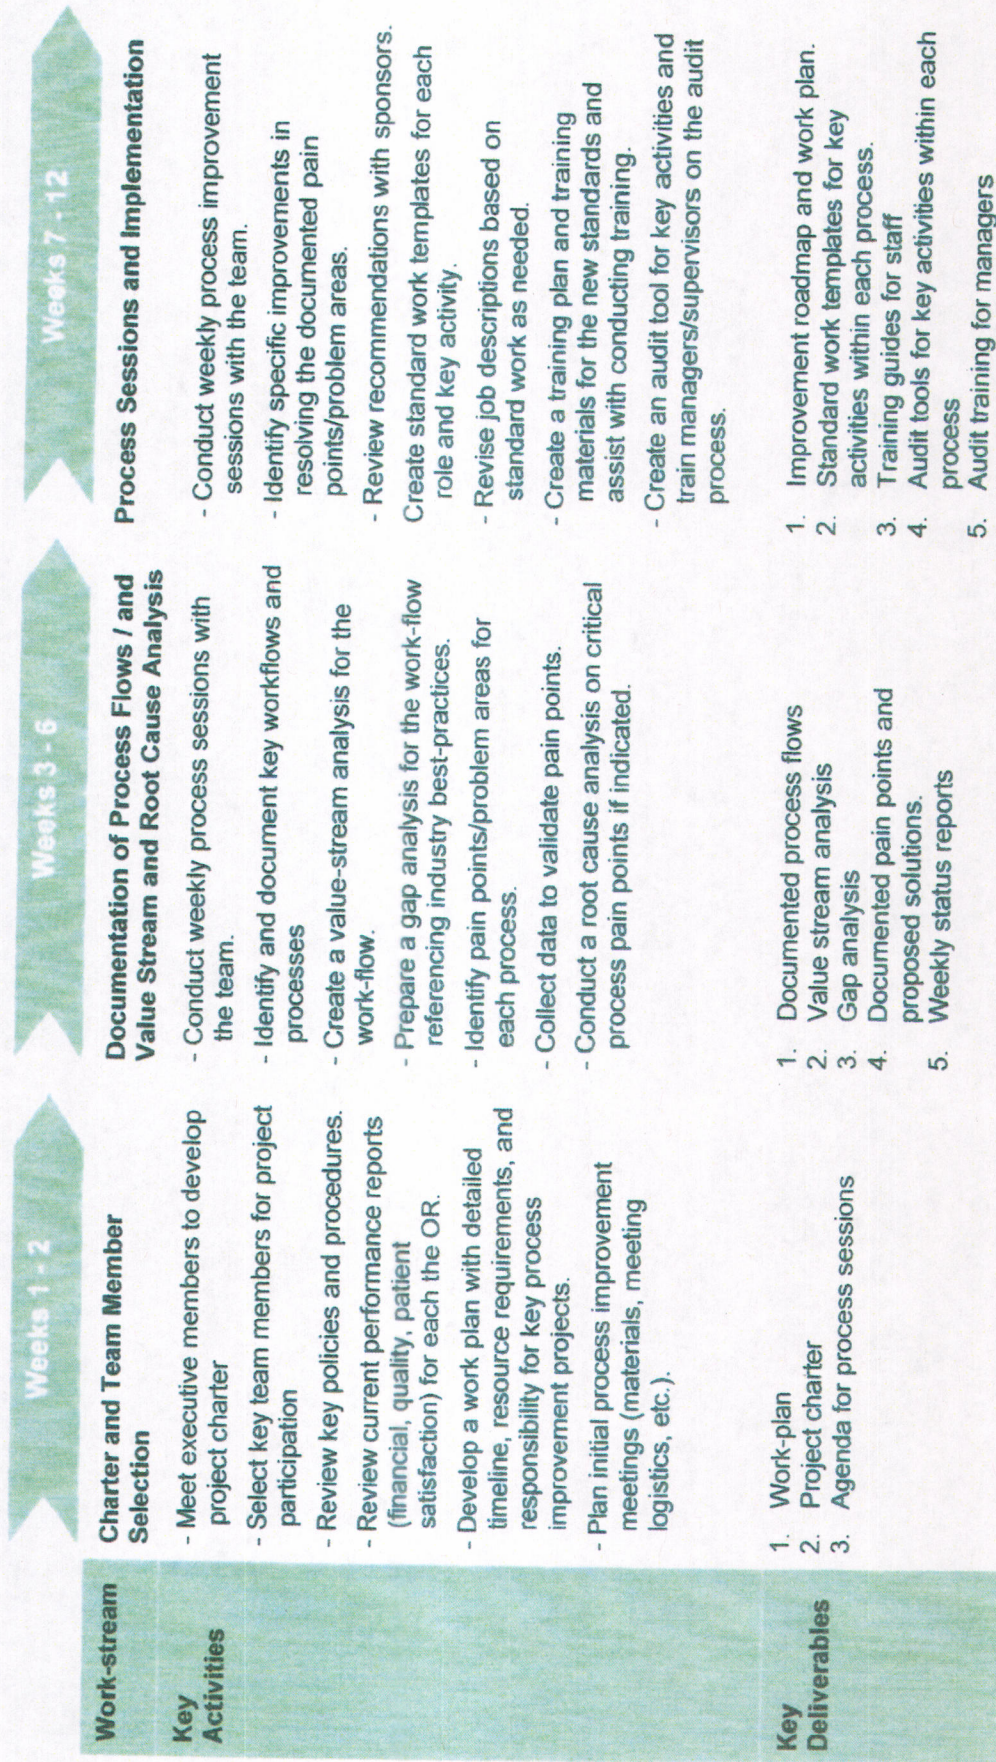 Weeks 1 - 2
Weeks 3 - 6
Weeks 7 - 12
Work-stream
Charter and Team Member
Selection
Documentation of Process Flows / and
Value Stream and Root Cause Analysis
Process Sessions and Implementation
Key
Activities
- Meet executive members to develop
project charter
- Select key team members for project
participation
- Review key policies and procedures.
- Review current performance reports
(financial, quality, patient
satisfaction) for each the OR.
- Develop a work plan with detailed
timeline, resource requirements, and
responsibility for key process
improvement projects.
- Plan initial process improvement
meetings (materials, meeting
logistics, etc.).
- Conduct weekly process sessions with
the team.
- Identify and document key workflows and
processes
- Create a value-stream analysis for the
work-flow.
- Prepare a gap analysis for the work-flow
referencing industry best-practices.
- Identify pain points/problem areas for
each process.
- Collect data to validate pain points.
- Conduct a root cause analysis on critical
process pain points if indicated.
- Conduct weekly process improvement
sessions with the team.
- Identify specific improvements in
resolving the documented pain
points/problem areas.
- Review recommendations with sponsors.
Create standard work templates for each
role and key activity.
- Revise job descriptions based on
standard work as needed.
- Create a training plan and training
materials for the new standards and
assist with conducting training.
- Create an audit tool for key activities and
train managers/supervisors on the audit
process.
Key
Deliverables
1. Work-plan
2. Project charter
3. Agenda for process sessions
1. Documented process flows
2. Value stream analysis
3. Gap analysis
4. Documented pain points and
proposed solutions.
5. Weekly status reports
1. Improvement roadmap and work plan.
2. Standard work templates for key
activities within each process.
3. Training guides for staff
4. Audit tools for key activities within each
process
5. Audit training for managers